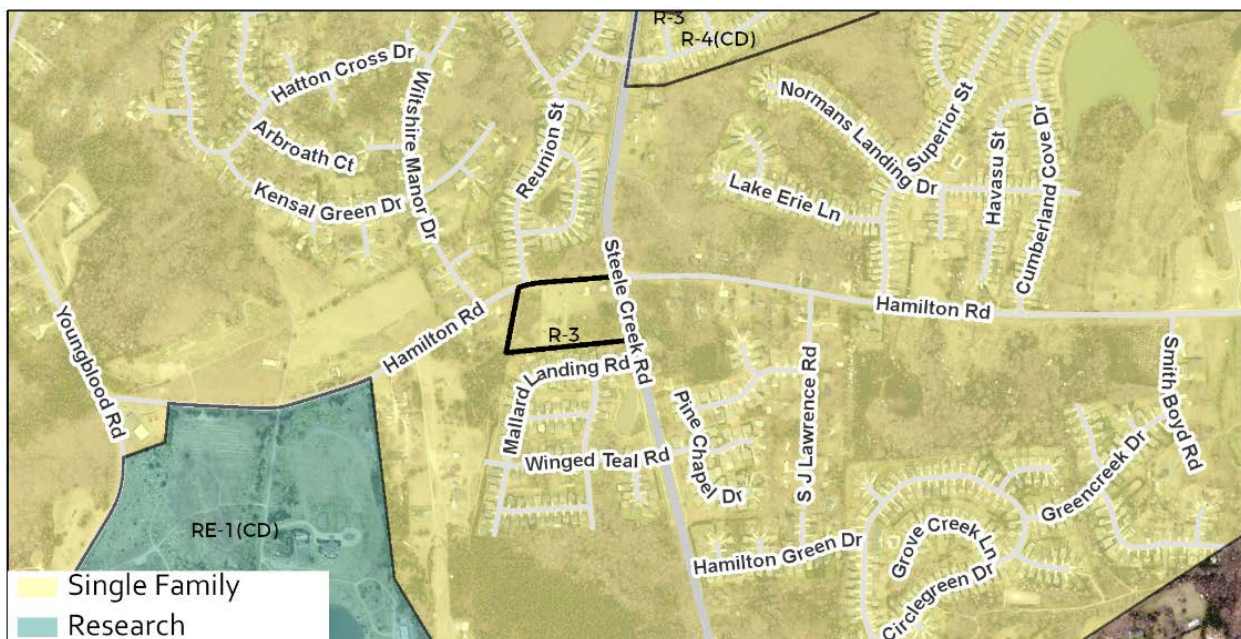 R-3
R-4(CD)
Hatton Cross Dr
Wiltshire Manor Dr
Arbroath Ct
Kensal Green Dr
Reunion St
Normans Landing Dr
Superior St
Lake Erie Ln
Havasu St
Cumberland Cove Dr
Steele Creek Rd
Hamilton Rd
Hamilton Rd
Youngblood Rd
R-3
Mallard Landing Rd
Winged Teal Rd
Pine Chapel Dr
S J Lawrence Rd
Smith Boyd Rd
Greencreek Dr
Hamilton Green Dr
Grove Creek Ln
Circlegreen Dr
RE-1(CD)
Single Family
Research